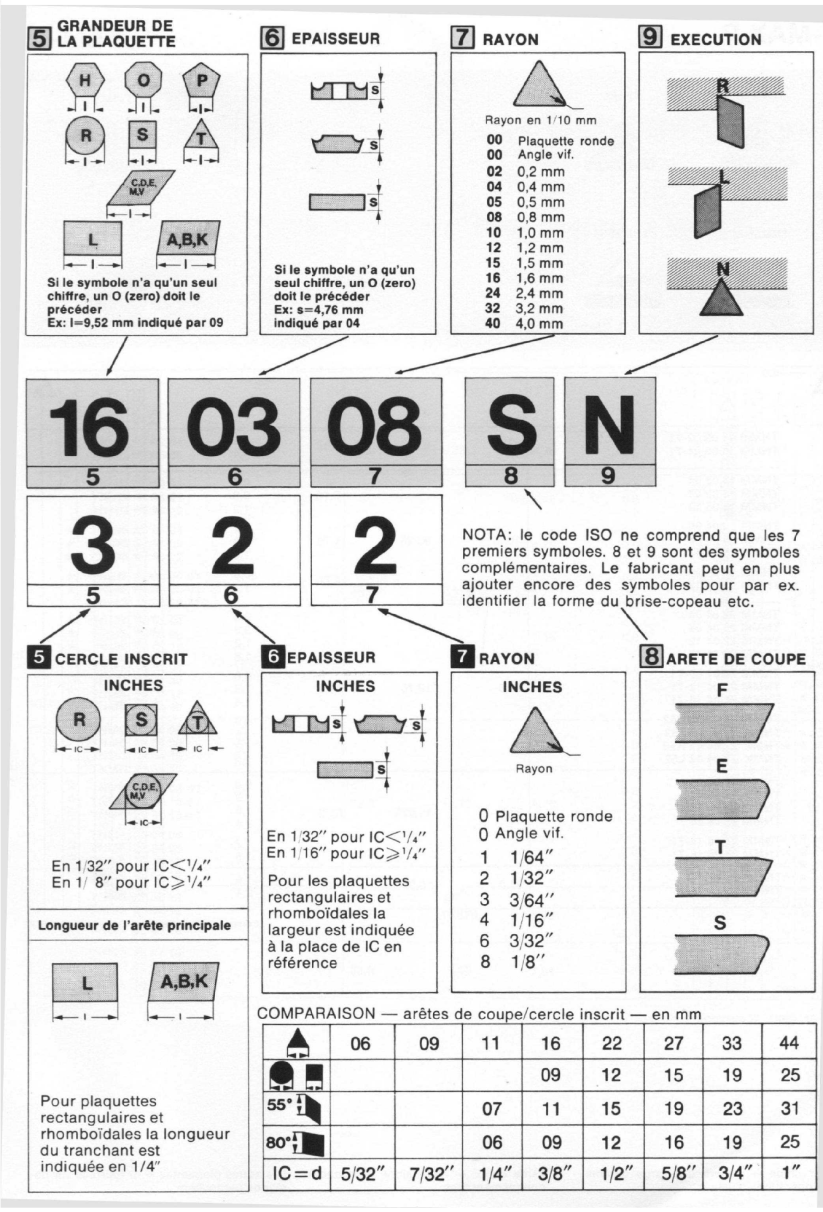 5 GRANDEUR DE
LA PLAQUETTE
H O P
l l l
R S T
l l l
C,D,E,
M,V
l
L A,B,K
l l
Si le symbole n'a qu'un seul
chiffre, un O (zero) doit le
précéder
Ex: l=9,52 mm indiqué par 09
6 EPAISSEUR
s
s
s
Si le symbole n'a qu'un
seul chiffre, un O (zero)
doit le précéder
Ex: s=4,76 mm
indiqué par 04
7 RAYON
Rayon en 1/10 mm
00 Plaquette ronde
00 Angle vif.
02 0,2 mm
04 0,4 mm
05 0,5 mm
08 0,8 mm
10 1,0 mm
12 1,2 mm
15 1,5 mm
16 1,6 mm
24 2,4 mm
32 3,2 mm
40 4,0 mm
9 EXECUTION
R
L
N
16 03 08 S N
5 6 7 8 9
3 2 2
5 6 7
NOTA: le code ISO ne comprend que les 7
premiers symboles. 8 et 9 sont des symboles
complémentaires. Le fabricant peut en plus
ajouter encore des symboles pour par ex.
identifier la forme du brise-copeau etc.
5 CERCLE INSCRIT
INCHES
R S T
IC IC IC
C,D,E,
M,V
IC
En 1/32″ pour IC<1/4″
En 1/ 8″ pour IC⩾1/4″
Longueur de l'arête principale
L A,B,K
l l
Pour plaquettes
rectangulaires et
rhomboïdales la longueur
du tranchant est
indiquée en 1/4″
6 EPAISSEUR
INCHES
s s
s
En 1/32″ pour IC<1/4″
En 1/16″ pour IC⩾1/4″
Pour les plaquettes
rectangulaires et
rhomboïdales la
largeur est indiquée
à la place de IC en
référence
7 RAYON
INCHES
Rayon
0 Plaquette ronde
0 Angle vif.
1 1/64″
2 1/32″
3 3/64″
4 1/16″
6 3/32″
8 1/8″
8 ARETE DE COUPE
F
E
T
S
COMPARAISON — arêtes de coupe/cercle inscrit — en mm
06 09 11 16 22 27 33 44
09 12 15 19 25
55° 07 11 15 19 23 31
80° 06 09 12 16 19 25
IC=d 5/32″ 7/32″ 1/4″ 3/8″ 1/2″ 5/8″ 3/4″ 1″